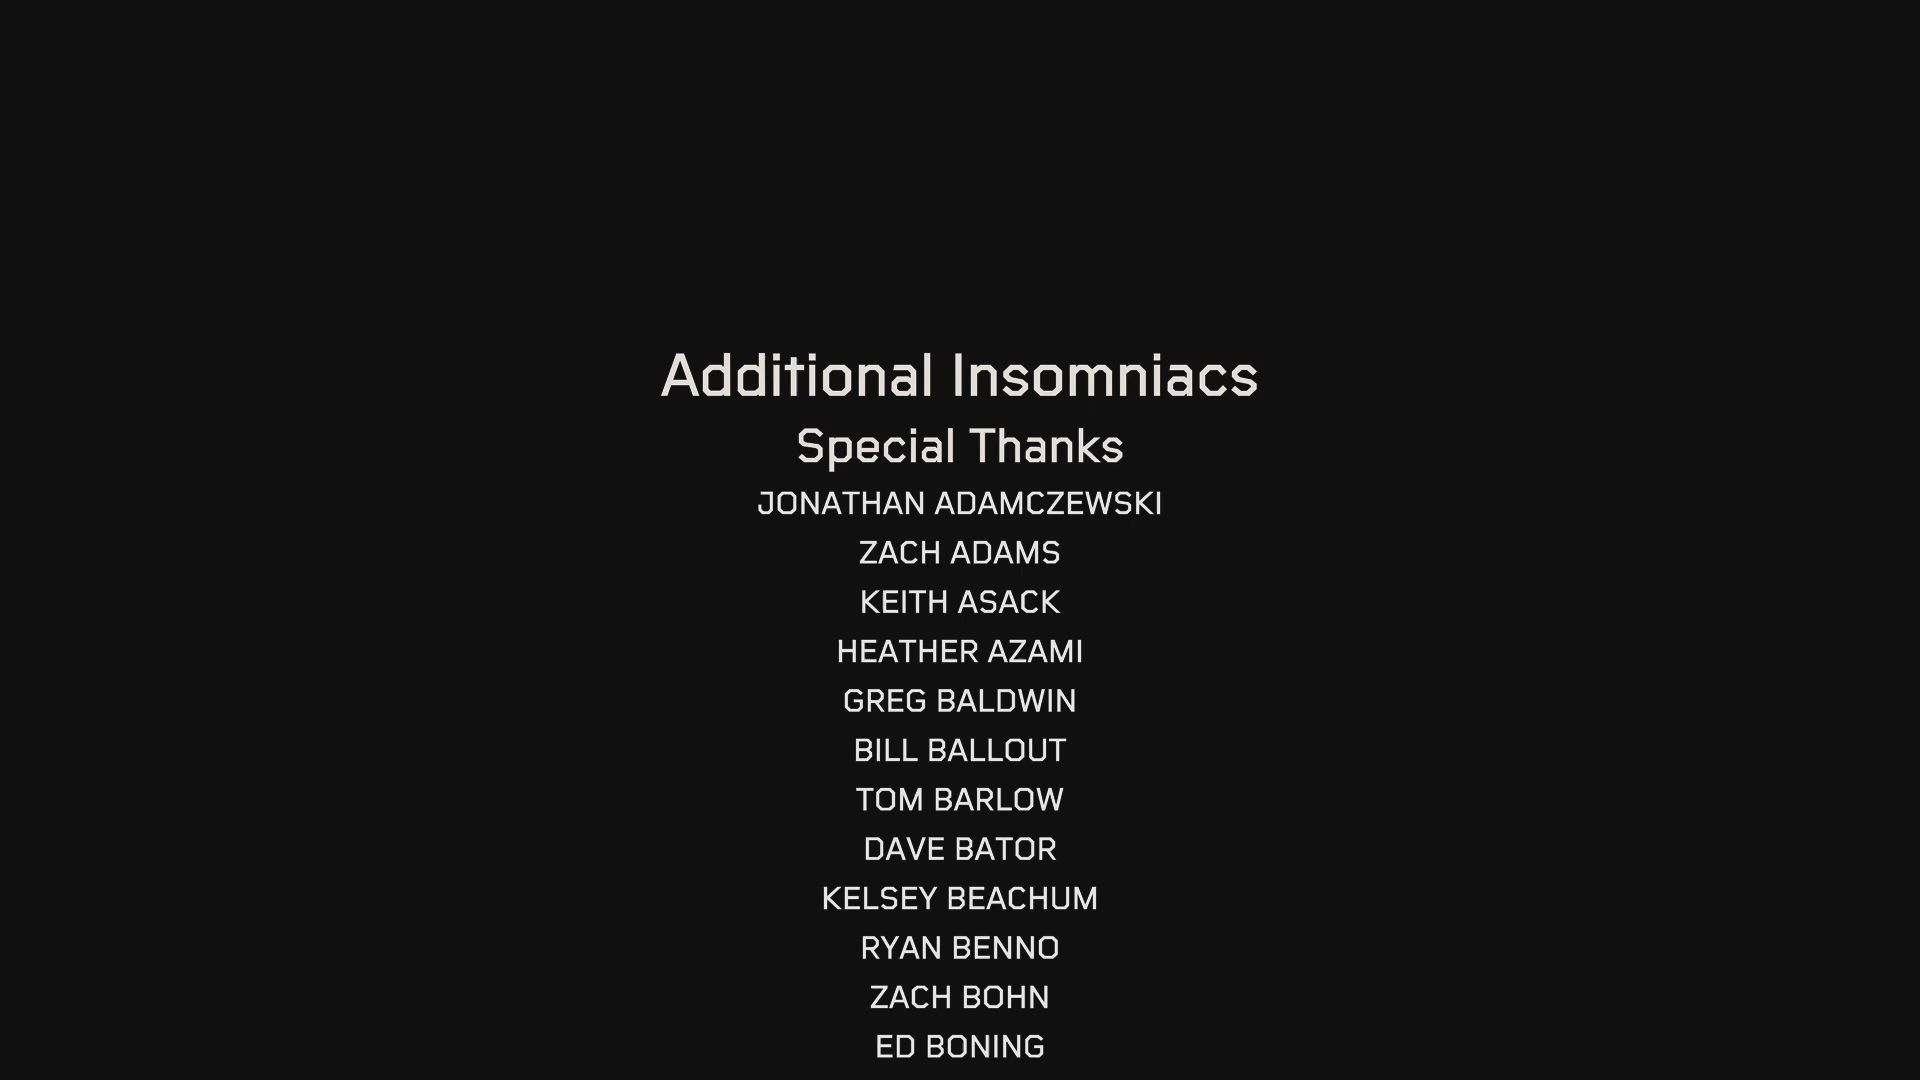 Additional Insomniacs
Special Thanks
JONATHAN ADAMCZEWSKI
ZACH ADAMS
KEITH ASACK
HEATHER AZAMI
GREG BALDWIN
BILL BALLOUT
TOM BARLOW
DAVE BATOR
KELSEY BEACHUM
RYAN BENNO
ZACH BOHN
ED BONING